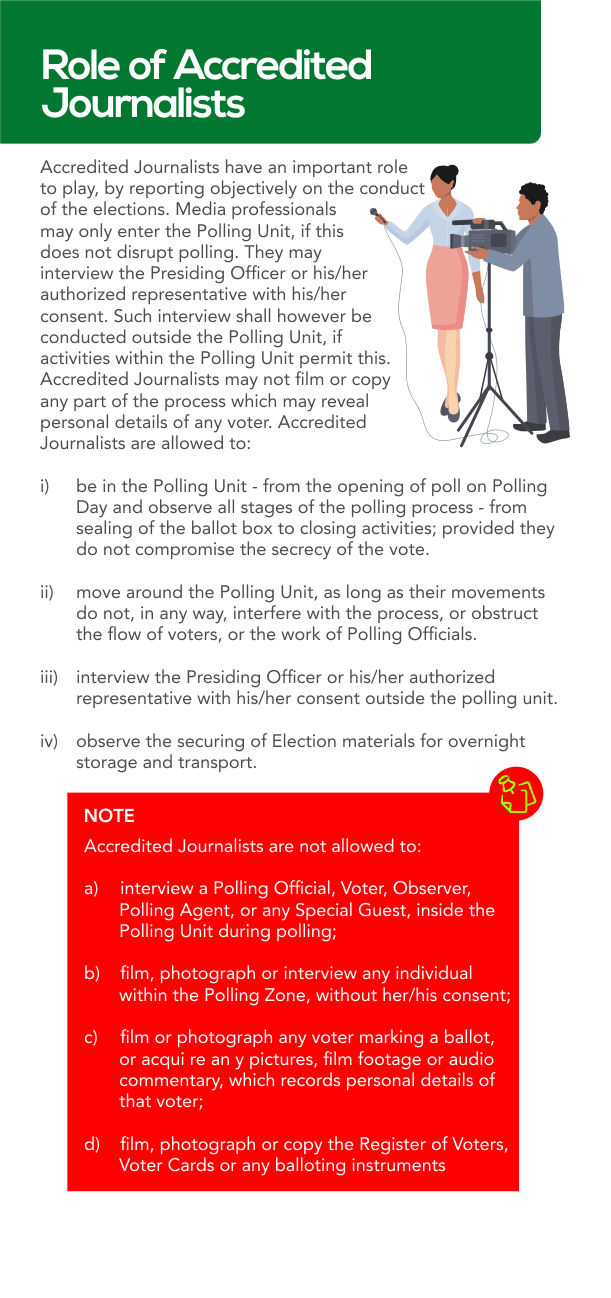 Role of Accredited
Journalists
Accredited Journalists have an important role
to play, by reporting objectively on the conduct
of the elections. Media professionals
may only enter the Polling Unit, if this
does not disrupt polling. They may
interview the Presiding Officer or his/her
authorized representative with his/her
consent. Such interview shall however be
conducted outside the Polling Unit, if
activities within the Polling Unit permit this.
Accredited Journalists may not film or copy
any part of the process which may reveal
personal details of any voter. Accredited
Journalists are allowed to:
i) be in the Polling Unit - from the opening of poll on Polling
Day and observe all stages of the polling process - from
sealing of the ballot box to closing activities; provided they
do not compromise the secrecy of the vote.
ii) move around the Polling Unit, as long as their movements
do not, in any way, interfere with the process, or obstruct
the flow of voters, or the work of Polling Officials.
iii) interview the Presiding Officer or his/her authorized
representative with his/her consent outside the polling unit.
iv) observe the securing of Election materials for overnight
storage and transport.
NOTE
Accredited Journalists are not allowed to:
a) interview a Polling Official, Voter, Observer,
Polling Agent, or any Special Guest, inside the
Polling Unit during polling;
b) film, photograph or interview any individual
within the Polling Zone, without her/his consent;
c) film or photograph any voter marking a ballot,
or acqui re an y pictures, film footage or audio
commentary, which records personal details of
that voter;
d) film, photograph or copy the Register of Voters,
Voter Cards or any balloting instruments